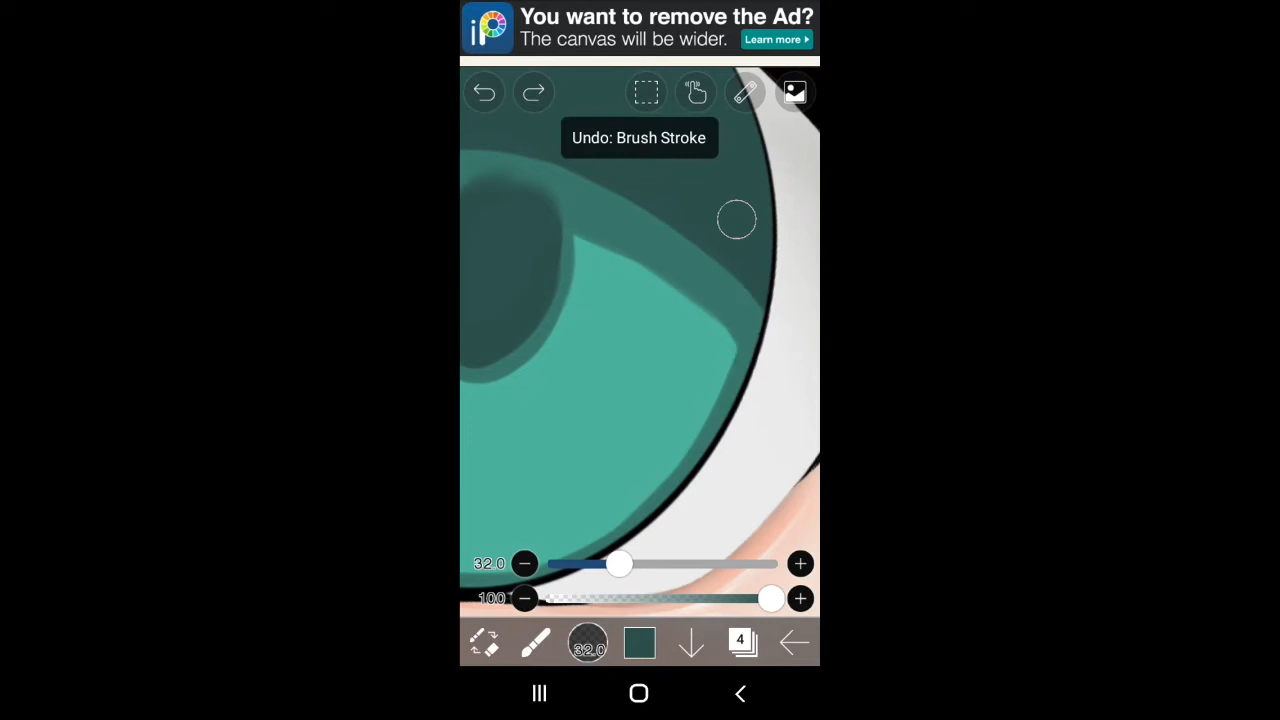 iP
You want to remove the Ad?
The canvas will be wider.
Learn more
Undo: Brush Stroke
32.0
100
32.0
4